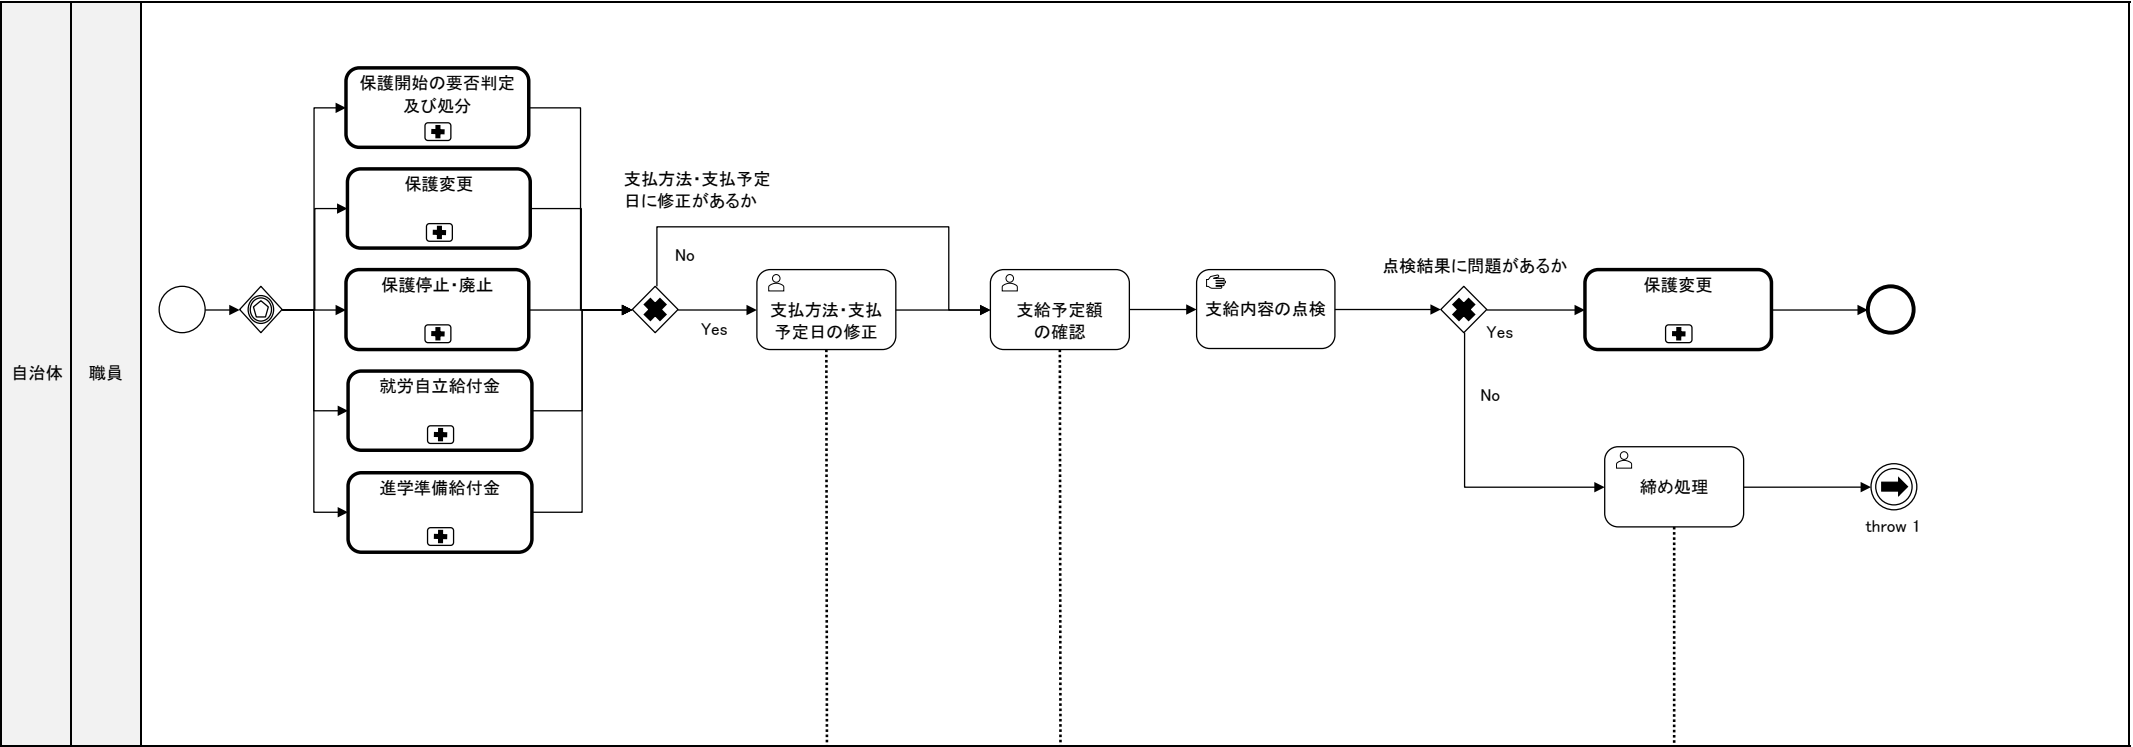 自治体
職員
保護開始の要否判定
及び処分
保護変更
保護停止・廃止
就労自立給付金
進学準備給付金
支払方法・支払予定
日に修正があるか
No
Yes
支払方法・支払
予定日の修正
支給予定額
の確認
支給内容の点検
点検結果に問題があるか
Yes
No
保護変更
締め処理
throw 1